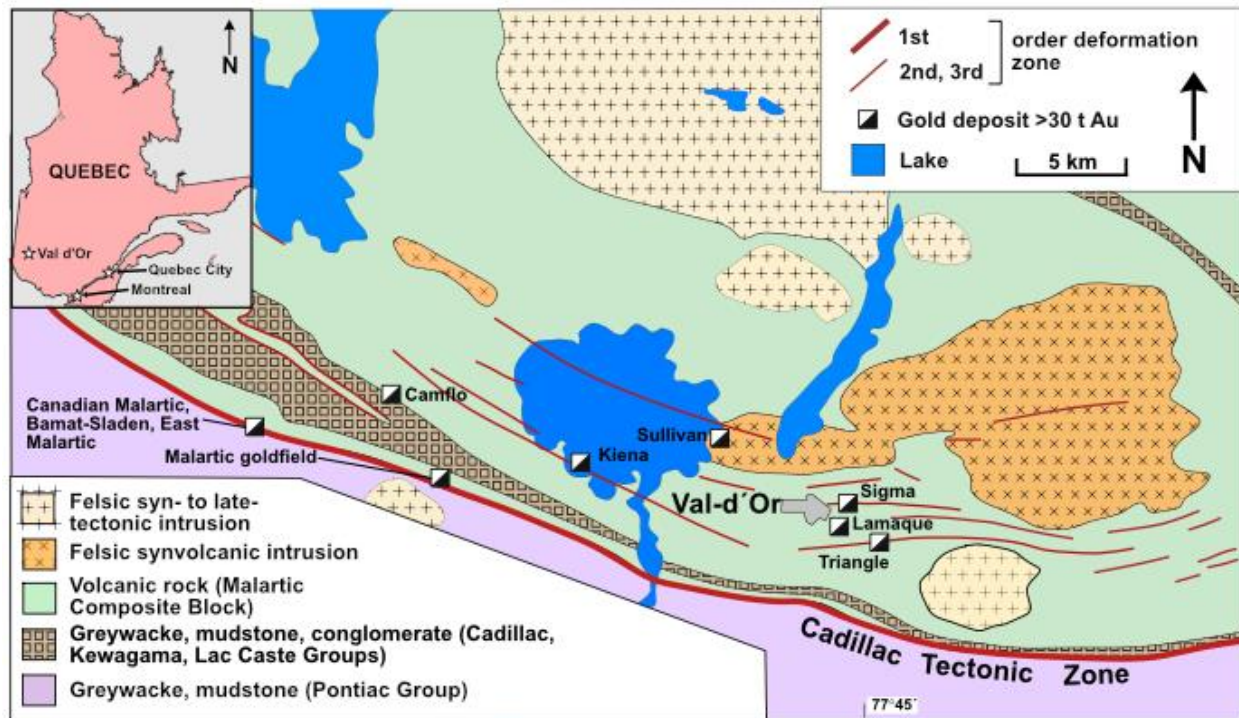 N
QUEBEC
Val d'Or
Quebec City
Montreal
1st
2nd, 3rd
order deformation
zone
Gold deposit >30 t Au
Lake
5 km
N
Camflo
Canadian Malartic,
Bamat-Sladen, East
Malartic
Malartic goldfield
Sullivan
Kiena
Val-d´Or
Sigma
Lamaque
Triangle
Felsic syn- to late-
tectonic intrusion
Felsic synvolcanic intrusion
Volcanic rock (Malartic
Composite Block)
Greywacke, mudstone, conglomerate (Cadillac,
Kewagama, Lac Caste Groups)
Greywacke, mudstone (Pontiac Group)
Cadillac Tectonic Zone
77°45´